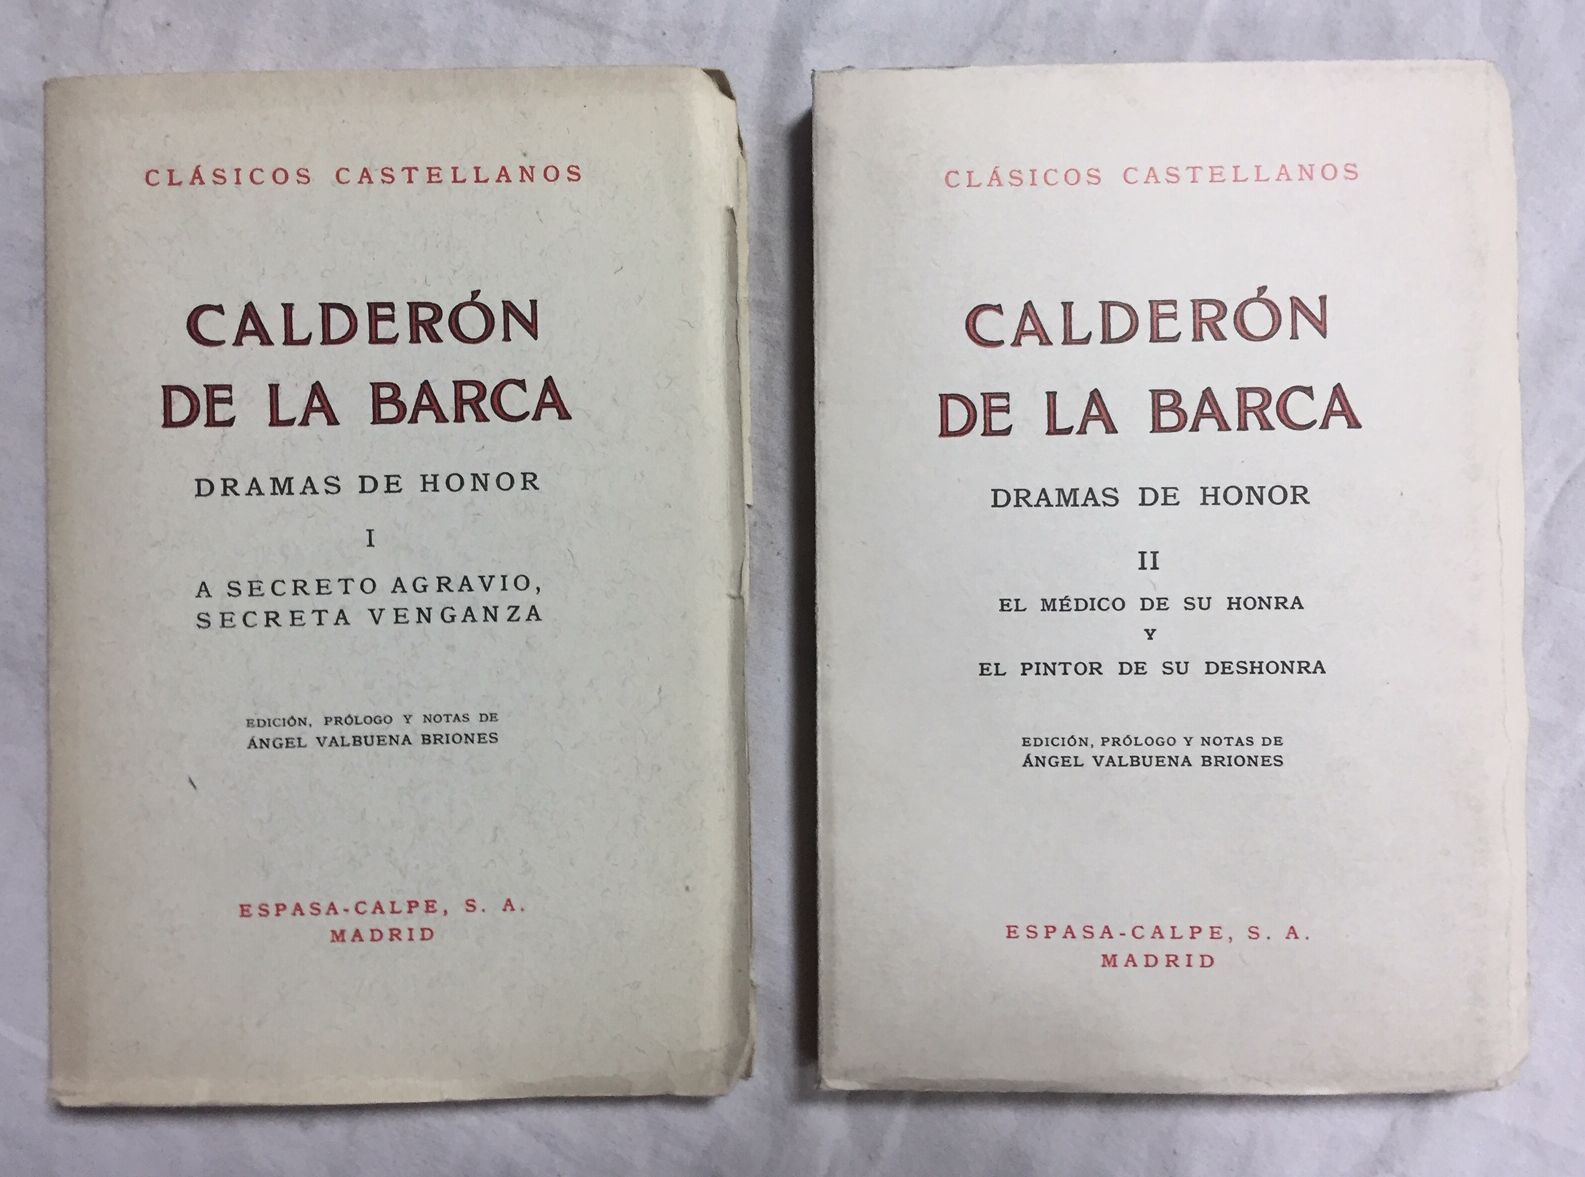 CLÁSICOS CASTELLANOS
CALDERÓN
DE LA BARCA
DRAMAS DE HONOR
I
A SECRETO AGRAVIO,
SECRETA VENGANZA
EDICIÓN, PRÓLOGO Y NOTAS DE
ÁNGEL VALBUENA BRIONES
ESPASA-CALPE, S. A.
MADRID
CLÁSICOS CASTELLANOS
CALDERÓN
DE LA BARCA
DRAMAS DE HONOR
II
EL MÉDICO DE SU HONRA
Y
EL PINTOR DE SU DESHONRA
EDICIÓN, PRÓLOGO Y NOTAS DE
ÁNGEL VALBUENA BRIONES
ESPASA-CALPE, S. A.
MADRID